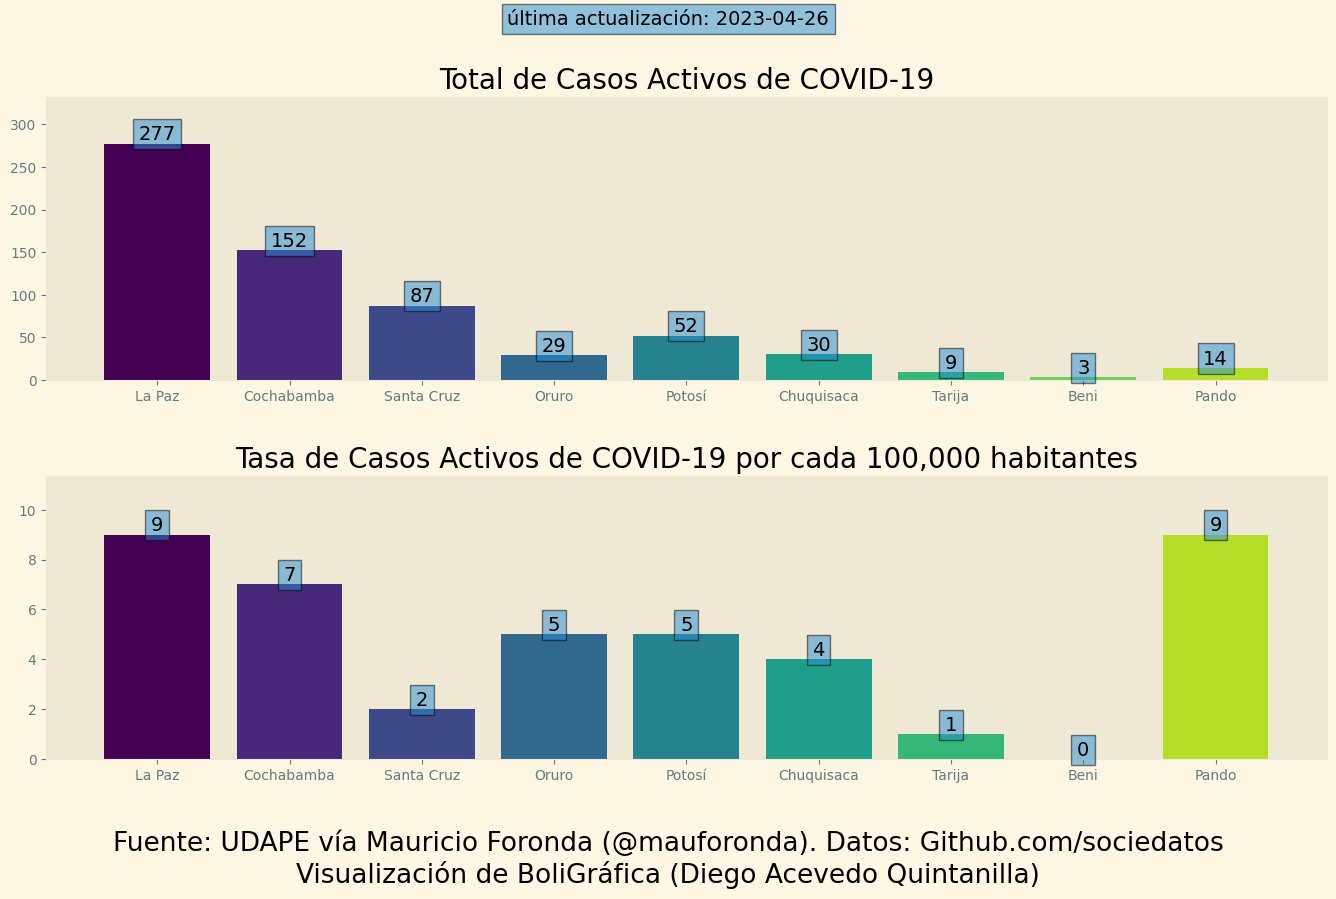 última actualización: 2023-04-26
Total de Casos Activos de COVID-19
300
250
200
150
100
50
0
277
152
87
29
52
30
9
3
14
La Paz
Cochabamba
Santa Cruz
Oruro
Potosí
Chuquisaca
Tarija
Beni
Pando
Tasa de Casos Activos de COVID-19 por cada 100,000 habitantes
10
8
6
4
2
0
9
7
2
5
5
4
1
0
9
La Paz
Cochabamba
Santa Cruz
Oruro
Potosí
Chuquisaca
Tarija
Beni
Pando
Fuente: UDAPE vía Mauricio Foronda (@mauforonda). Datos: Github.com/sociedatos
Visualización de BoliGráfica (Diego Acevedo Quintanilla)